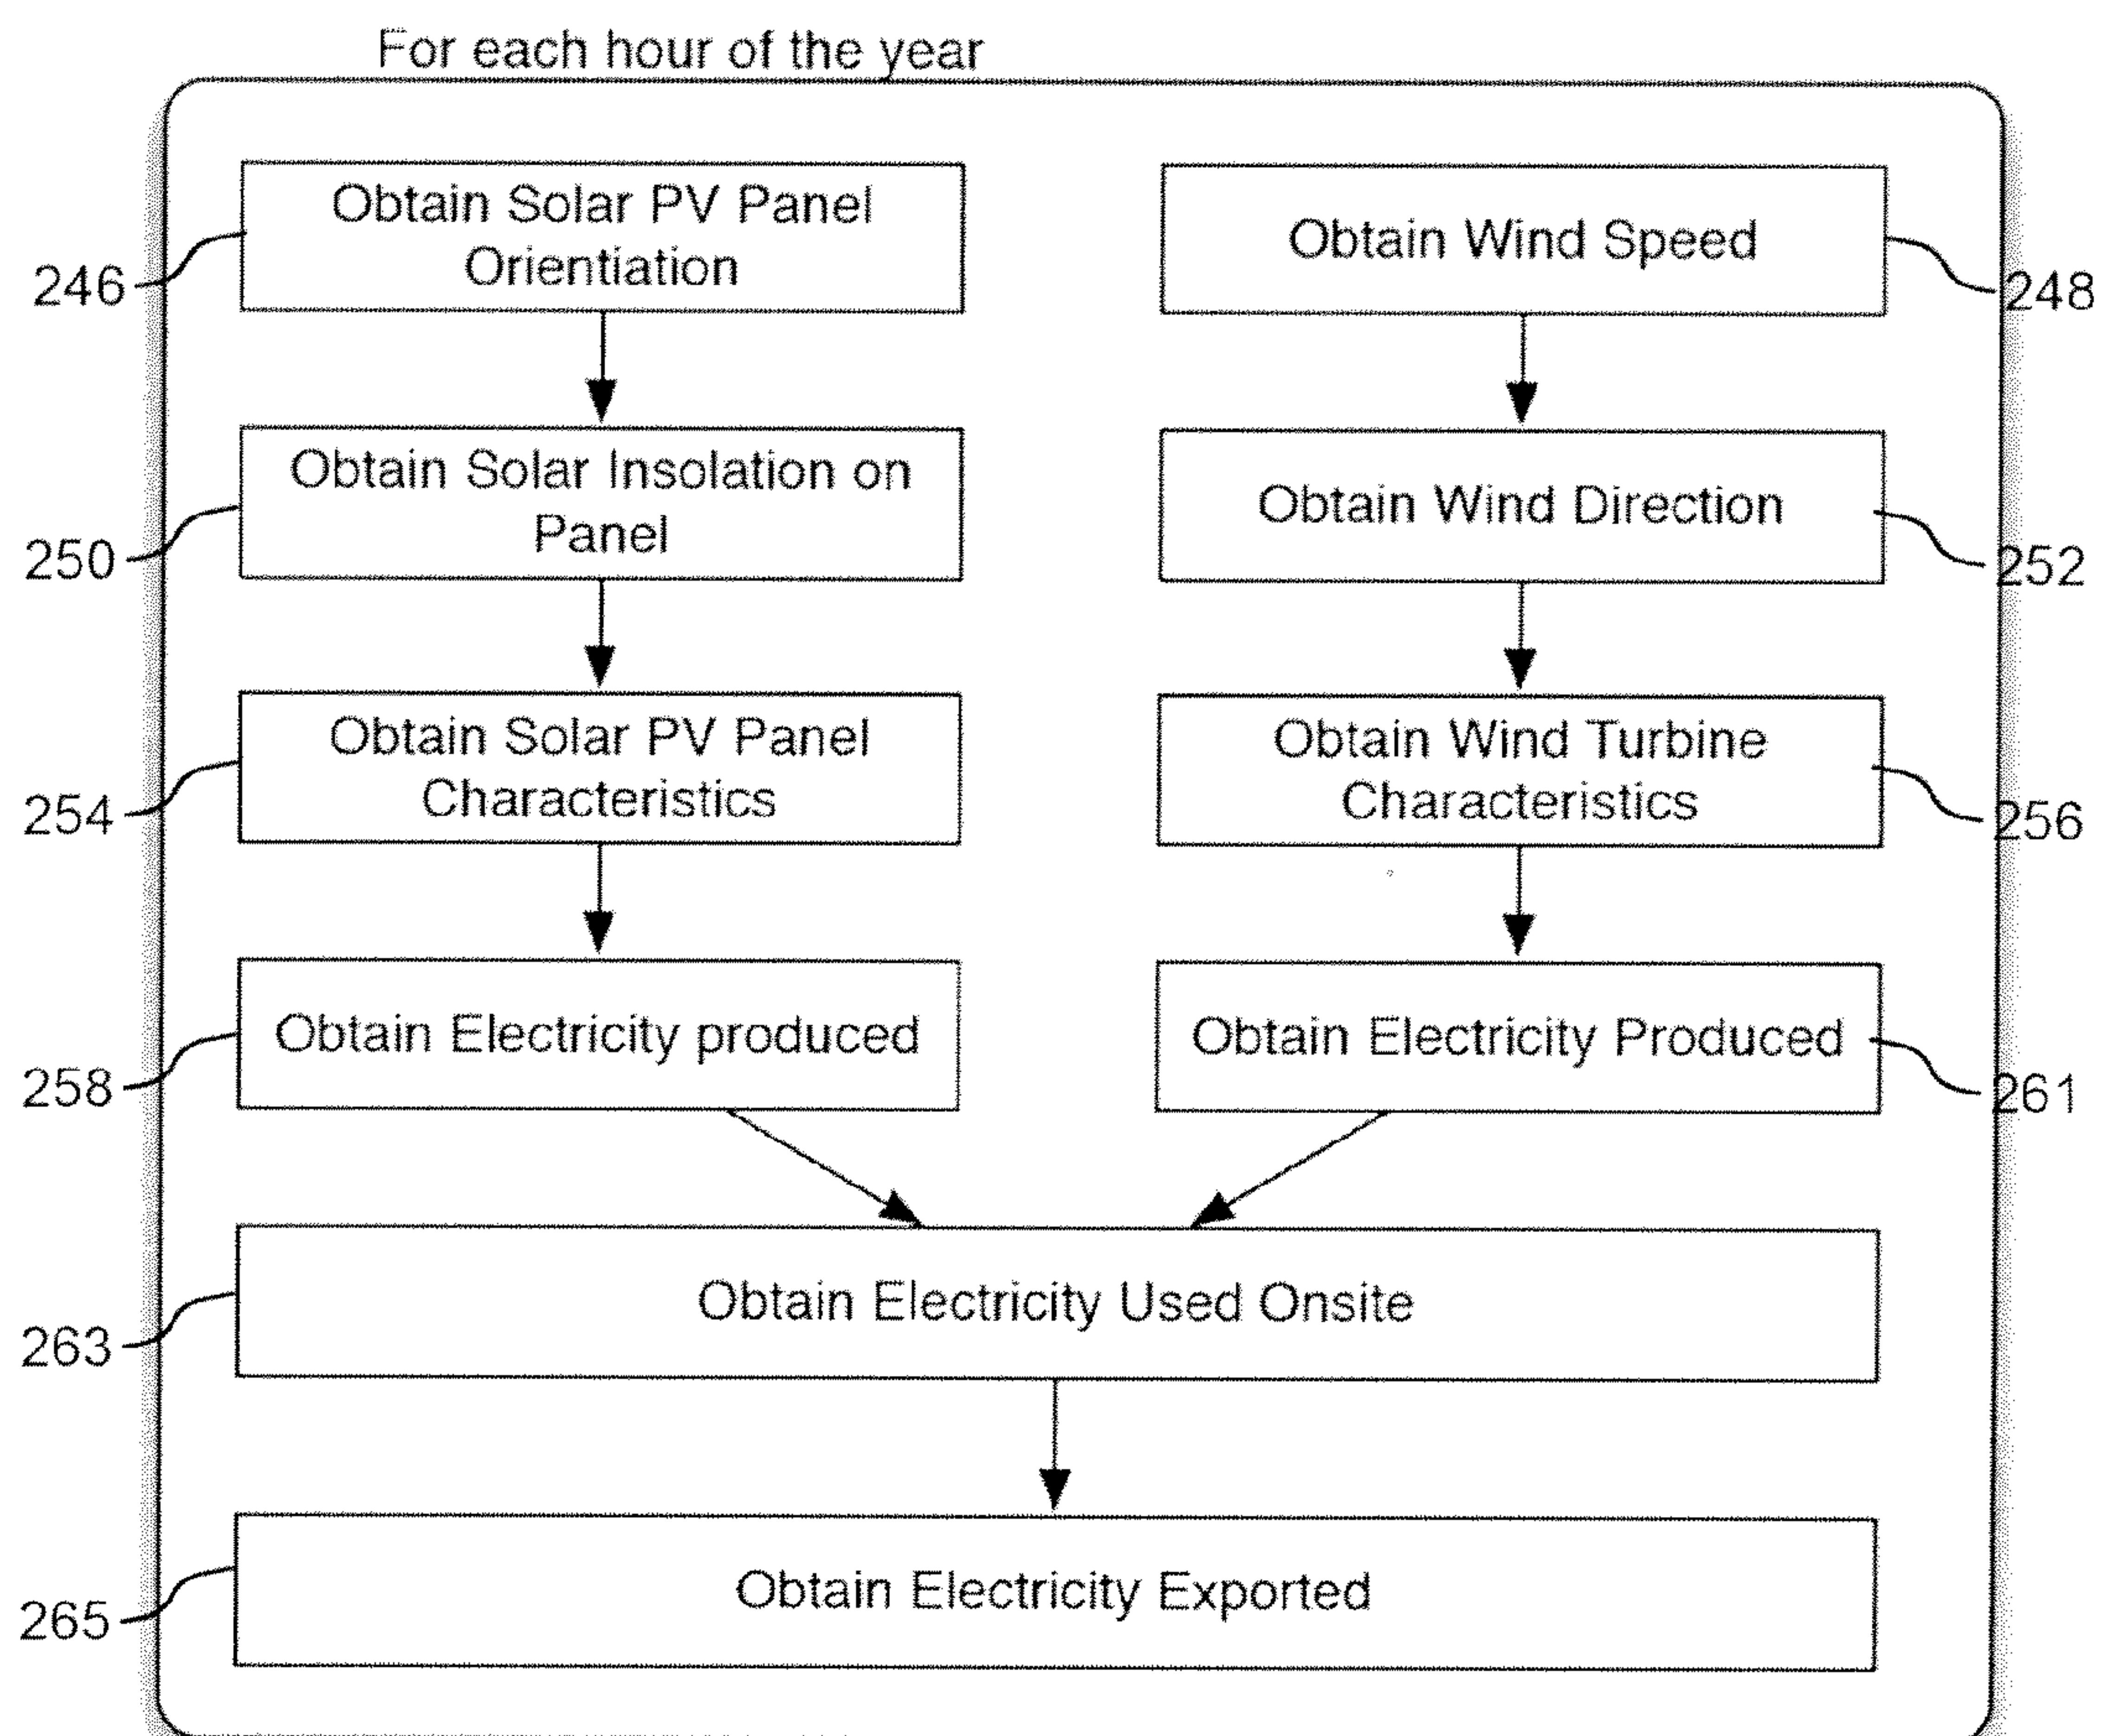 For each hour of the year
Obtain Solar PV Panel
Orientiation
246
Obtain Wind Speed
248
Obtain Solar Insolation on
Panel
250
Obtain Wind Direction
252
Obtain Solar PV Panel
Characteristics
254
Obtain Wind Turbine
Characteristics
256
Obtain Electricity produced
258
Obtain Electricity Produced
261
Obtain Electricity Used Onsite
263
Obtain Electricity Exported
265